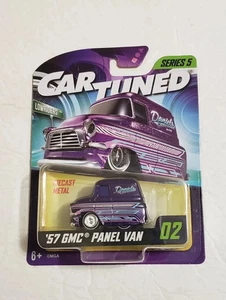 SERIES 5
CAR TUNED
DIECAST
METAL
'57 GMC® PANEL VAN
02
6+